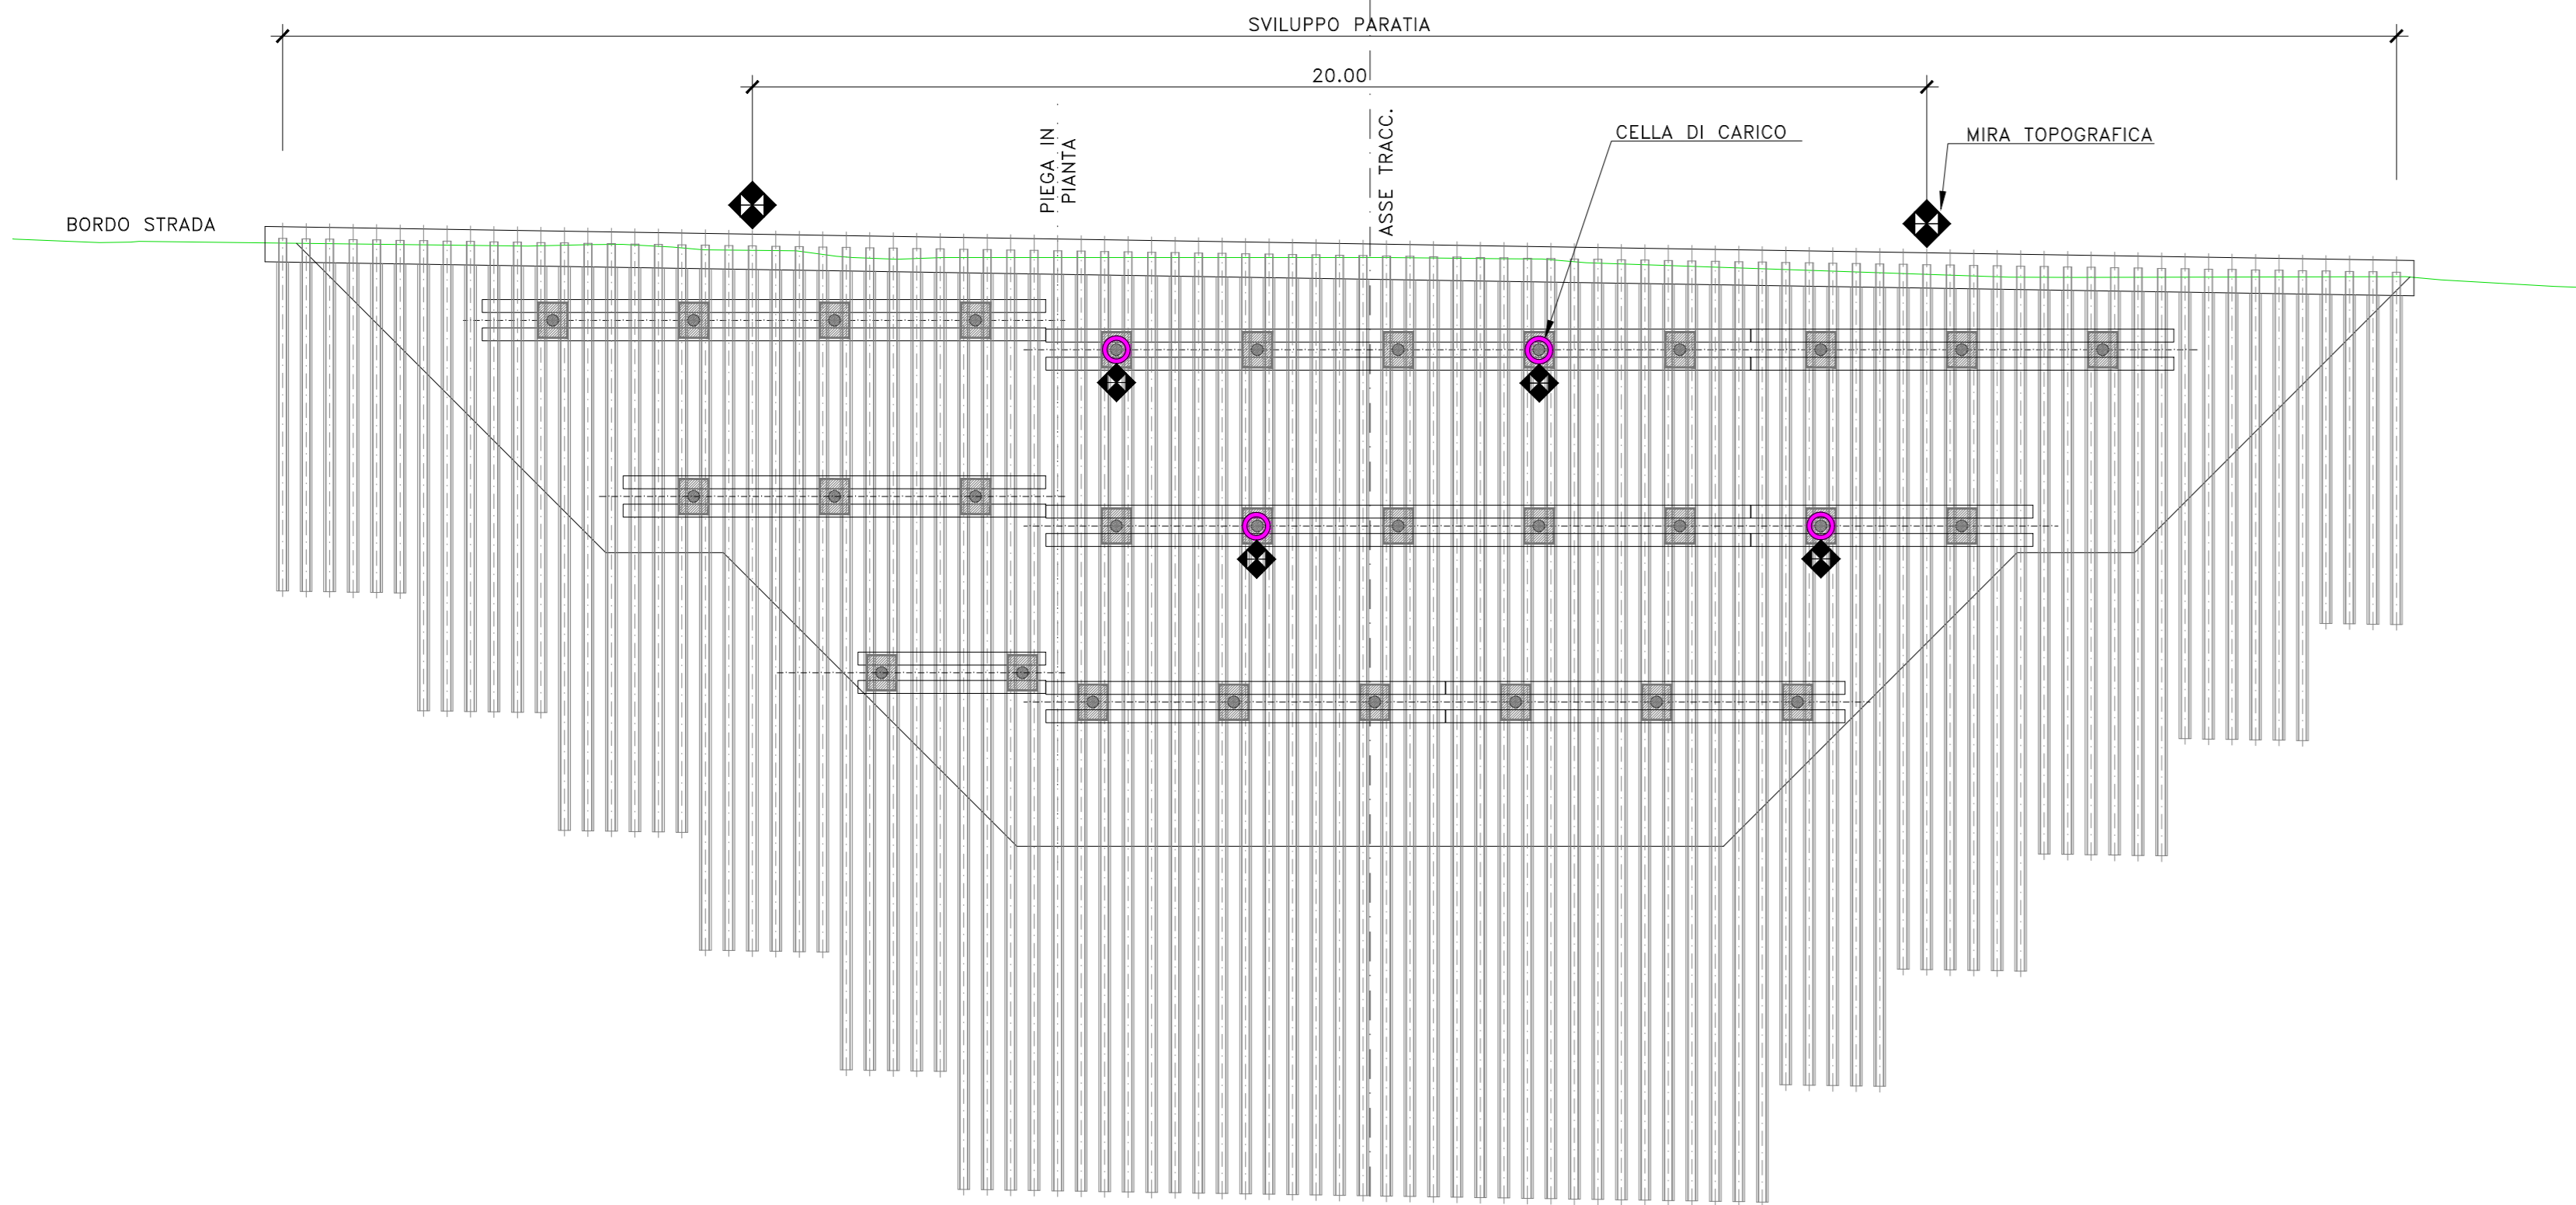 SVILUPPO PARATIA
20.00
CELLA DI CARICO
MIRA TOPOGRAFICA
PIEGA IN
PIANTA
ASSE TRACC.
BORDO STRADA